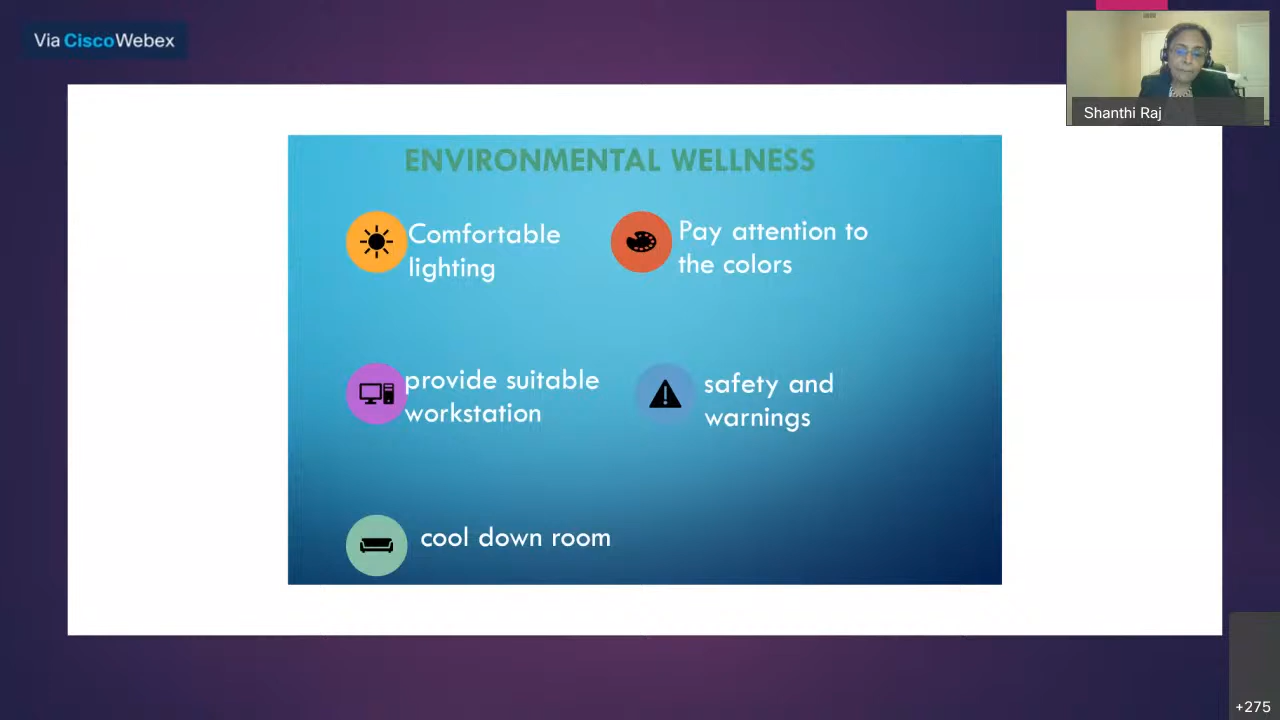 Via CiscoWebex
Shanthi Raj
ENVIRONMENTAL WELLNESS
Comfortable
lighting
Pay attention to
the colors
provide suitable
workstation
safety and
warnings
cool down room
+275